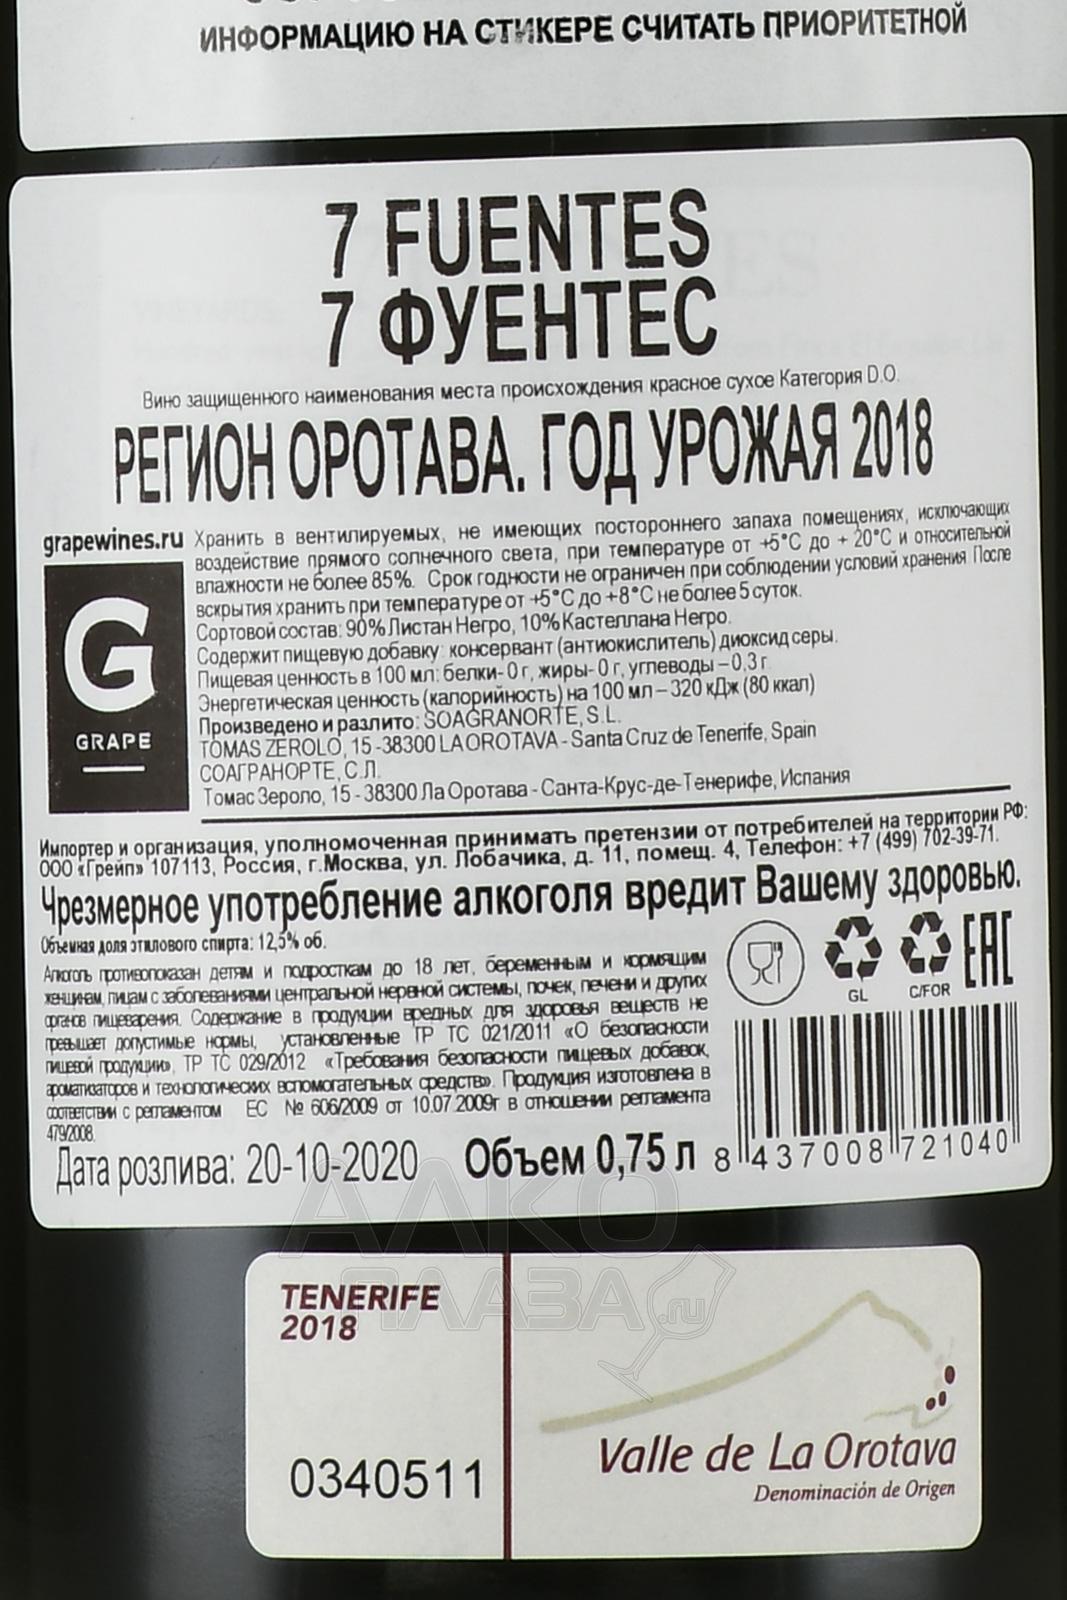 ИНФОРМАЦИЮ НА СТИКЕРЕ СЧИТАТЬ ПРИОРИТЕТНОЙ
7 FUENTES
7 ФУЕНТЕС
Вино защищенного наименования места происхождения красное сухое Категория D.O.
РЕГИОН ОРОТАВА. ГОД УРОЖАЯ 2018
grapewines.ru
G
GRAPE
Хранить в вентилируемых, не имеющих постороннего запаха помещениях, исключающих
воздействие прямого солнечного света, при температуре от +5°C до + 20°C и относительной
влажности не более 85%. Срок годности не ограничен при соблюдении условий хранения После
вскрытия хранить при температуре от +5°C до +8°C не более 5 суток.
Сортовой состав: 90% Листан Негро, 10% Кастеллана Негро.
Содержит пищевую добавку: консервант (антиокислитель) диоксид серы.
Пищевая ценность в 100 мл: белки- 0 г, жиры- 0 г, углеводы – 0,3 г
Энергетическая ценность (калорийность) на 100 мл – 320 кДж (80 ккал)
Произведено и разлито: SOAGRANORTE, S.L.
TOMAS ZEROLO, 15 -38300 LA OROTAVA - Santa Cruz de Tenerife, Spain
СОАГРАНОРТЕ, С.Л.
Томас Зероло, 15 - 38300 Ла Оротава - Санта-Крус-де-Тенерифе, Испания
Импортер и организация, уполномоченная принимать претензии от потребителей на территории РФ:
ООО «Грейп» 107113, Россия, г.Москва, ул. Лобачика, д. 11, помещ. 4, Телефон: +7 (499) 702-39-71.
Чрезмерное употребление алкоголя вредит Вашему здоровью.
Объемная доля этилового спирта: 12,5% об.
Алкоголь противопоказан детям и подросткам до 18 лет, беременным и кормящим
женщинам, лицам с заболеваниями центральной нервной системы, почек, печени и других
органов пищеварения. Содержание в продукции вредных для здоровья веществ не
превышает допустимые нормы, установленные ТР ТС 021/2011 «О безопасности
пищевой продукции», ТР ТС 029/2012 «Требования безопасности пищевых добавок,
ароматизаторов и технологических вспомогательных средств». Продукция изготовлена в
соответствии с регламентом ЕС № 606/2009 от 10.07.2009г в отношении регламента
479/2008.
GL
C/FOR
EAC
Дата розлива: 20-10-2020
Объем 0,75 л
8 437008 721040
АЛКО
ПЛАЗА.ru
TENERIFE
2018
0340511
Valle de La Orotava
Denominación de Origen